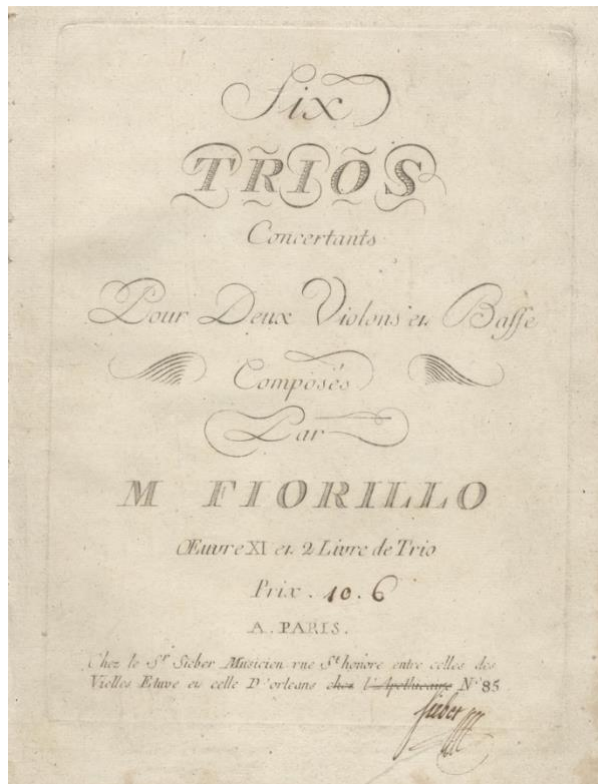 Six
TRIOS
Concertants
Pour Deux Violons et Basse
Composés
Par
M FIORILLO
Œuvre XI et 2 Livre de Trio
Prix. 10. 6
A. PARIS.
Chez le Sr Sieber Musicien rue St honore entre celles des
Vielles Etuve et celle D'orleans chez l'Apothicaire No 85
Sieber